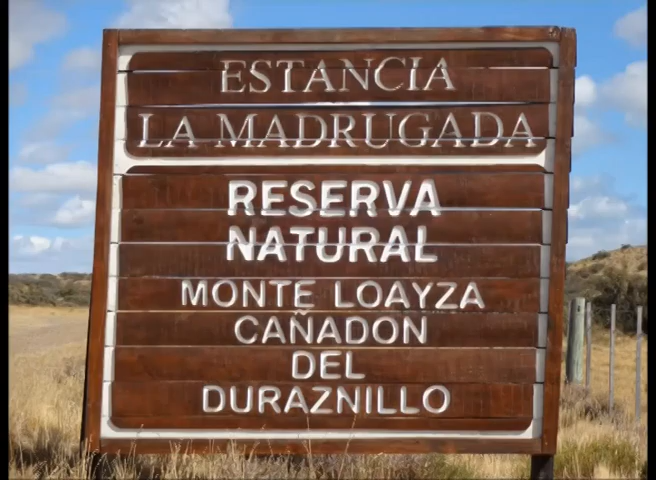 ESTANCIA
LA MADRUGADA
RESERVA
NATURAL
MONTE LOAYZA
CAÑADON
DEL
DURAZNILLO